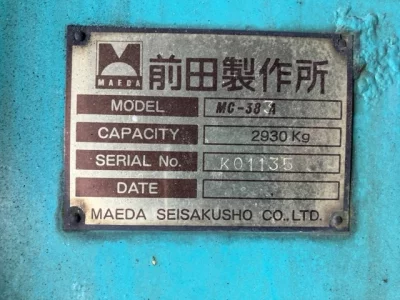 MAEDA 前田製作所
MODEL MC-383A
CAPACITY 2930 Kg
SERIAL No. K01135
DATE
MAEDA SEISAKUSHO CO., LTD.